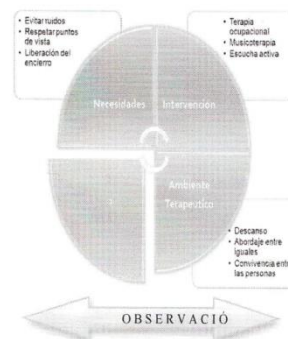 • Evitar ruidos
• Respetar puntos
de vista
• Liberación del
encierro
• Terapia
ocupacional
• Musicoterapia
• Escucha activa
Necesidades
Intervención
Ambiente
Terapeutico
• Descanso
• Abordaje entre
iguales
• Convivencia entre
las personas
OBSERVACIÓ